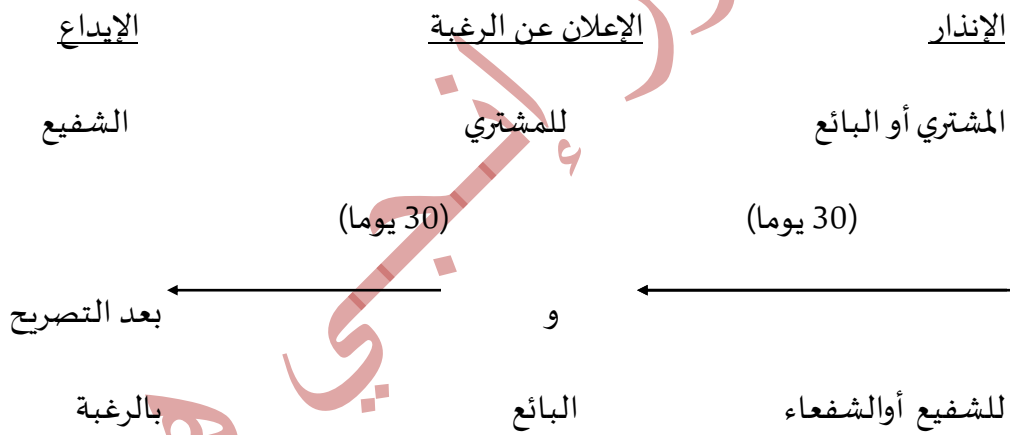 الإنذار الإعلان عن الرغبة الإيداع
المشتري أو البائع للمشتري الشفيع
(30 يوما) (30 يوما)
و بعد التصريح
للشفيع أوالشفعاء البائع بالرغبة